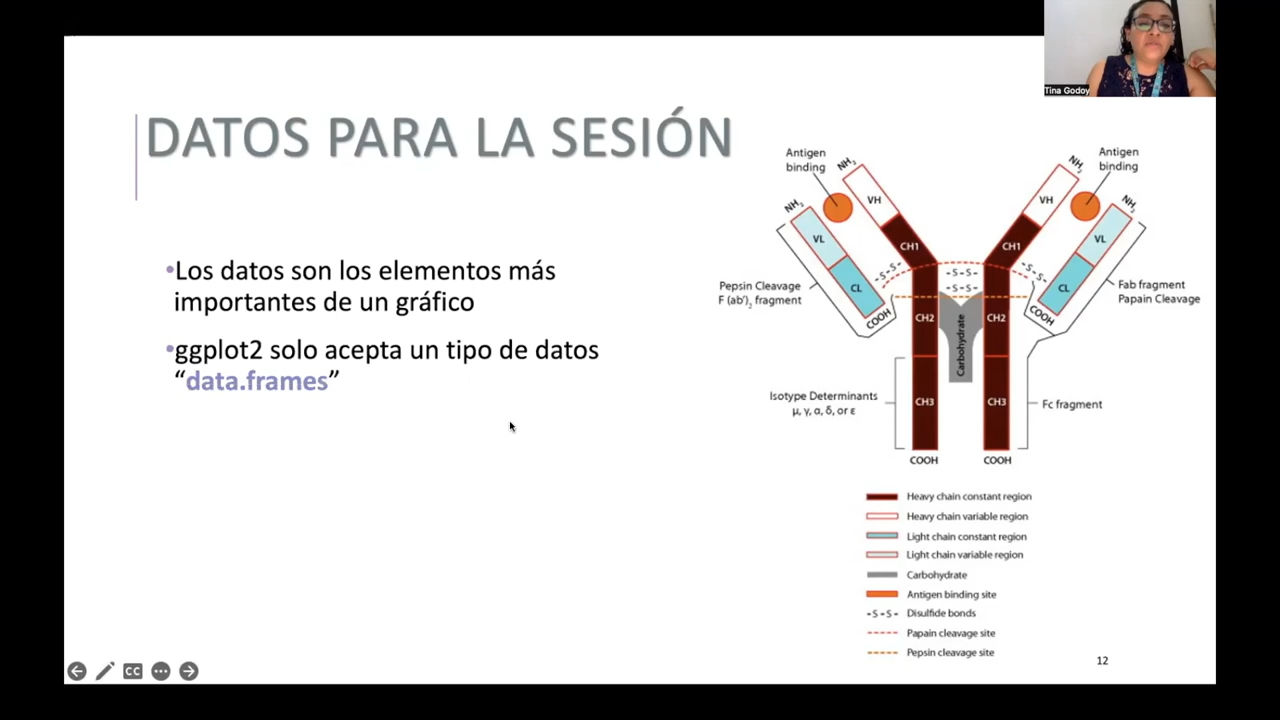 Tina Godoy
DATOS PARA LA SESIÓN
•Los datos son los elementos más
importantes de un gráfico
•ggplot2 solo acepta un tipo de datos
“data.frames”
Antigen
binding
NH2
VH
CH1
NH2
VL
CL
COOH
-S-S-
Pepsin Cleavage
F (ab')2 fragment
Antigen
binding
NH2
VH
CH1
NH2
VL
CL
COOH
-S-S-
Fab fragment
Papain Cleavage
-S-S-
-S-S-
CH2
Carbohydrate
CH2
Isotype Determinants
μ, γ, α, δ, or ε
CH3
CH3
Fc fragment
COOH
COOH
Heavy chain constant region
Heavy chain variable region
Light chain constant region
Light chain variable region
Carbohydrate
Antigen binding site
-S-S- Disulfide bonds
Papain cleavage site
Pepsin cleavage site
12
CC